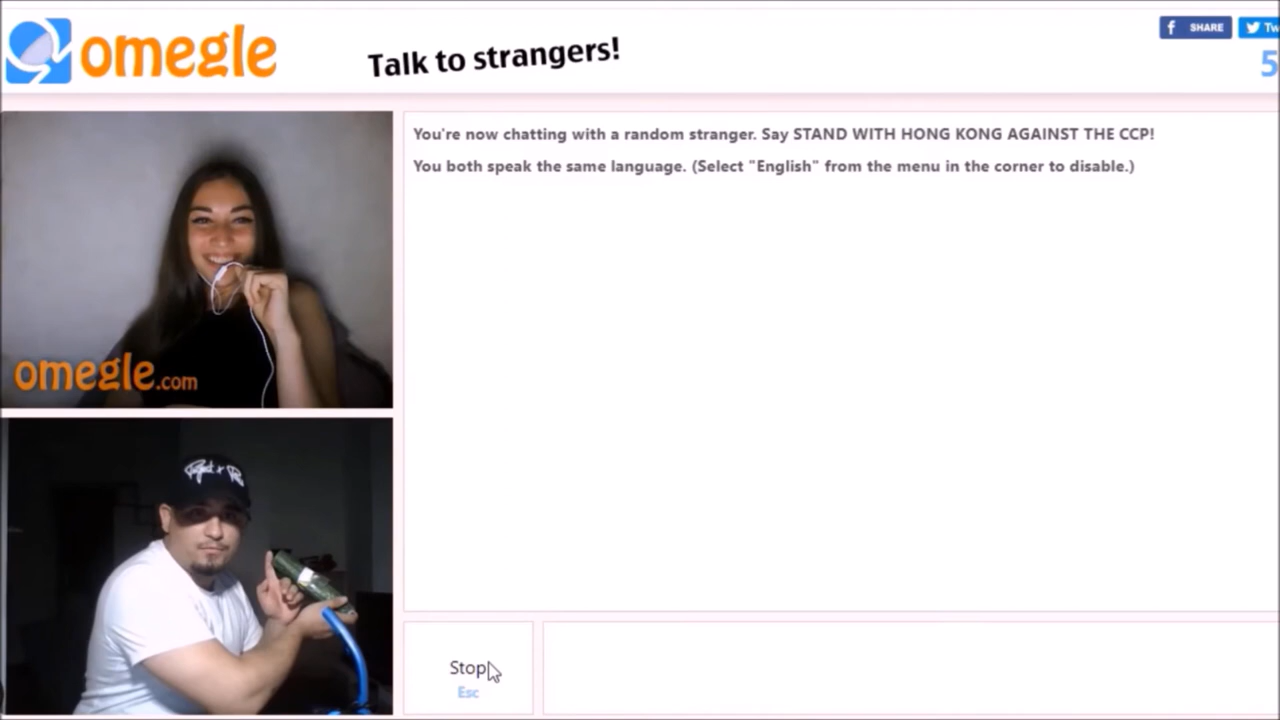 omegle
Talk to strangers!
SHARE
Tw
5
You're now chatting with a random stranger. Say STAND WITH HONG KONG AGAINST THE CCP!
You both speak the same language. (Select "English" from the menu in the corner to disable.)
omegle.com
Stop
Esc